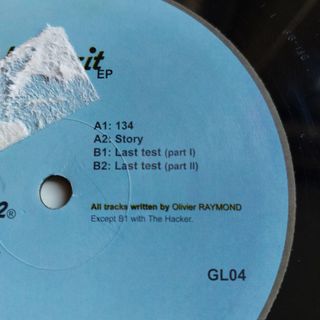 EP
A1: 134
A2: Story
B1: Last test (part I)
B2: Last test (part II)
2®
All tracks written by Olivier RAYMOND
Except B1 with The Hacker.
GL04